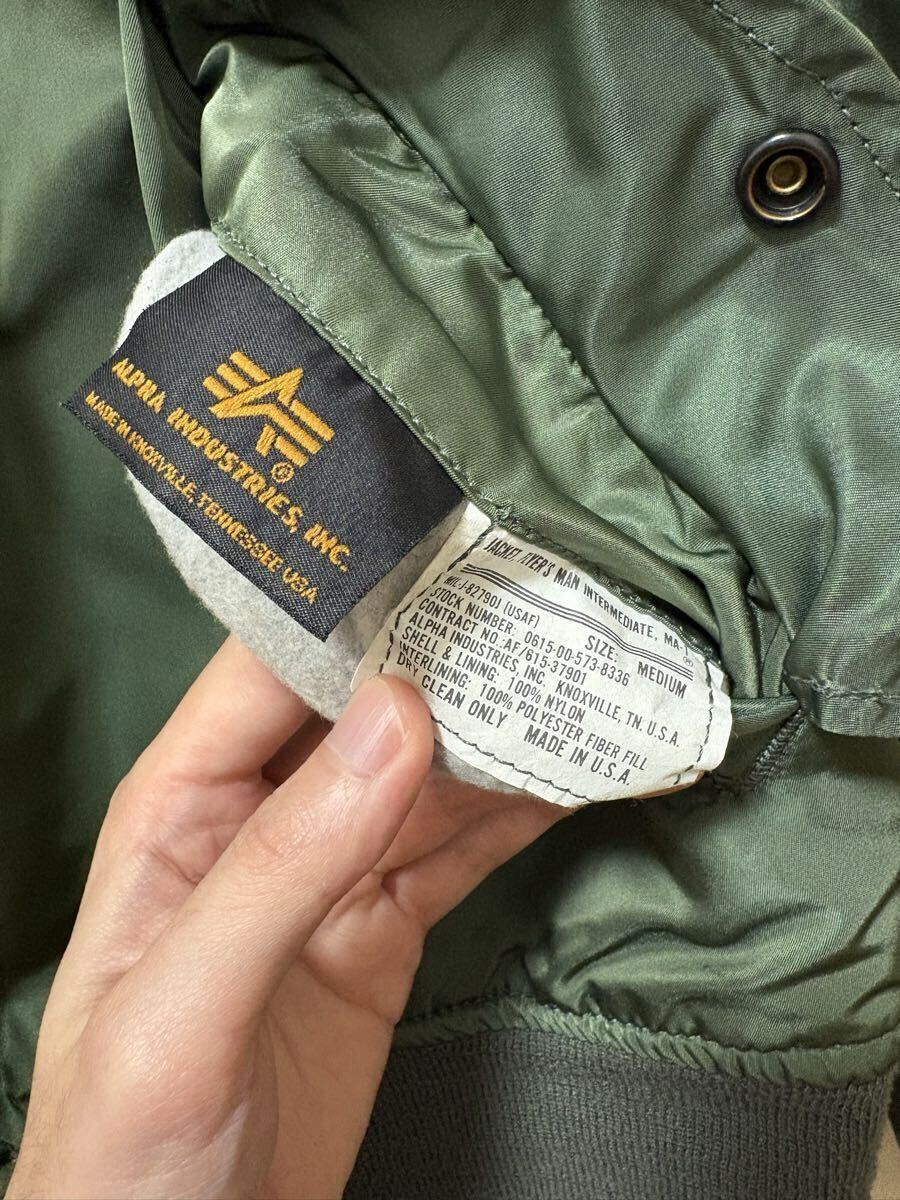 ALPHA INDUSTRIES, INC.
MADE IN KNOXVILLE, TENNESSEE USA
JACKET, FLYER'S MAN INTERMEDIATE, MA-1®
SIZE: MEDIUM
MIL-J-8279OJ (USAF)
STOCK NUMBER: 0615-00-573-8336
CONTRACT NO: AF/615-37901
ALPHA INDUSTRIES, INC. KNOXVILLE, TN. U.S.A.
SHELL & LINING: 100% NYLON
INTERLINING: 100% POLYESTER FIBER FILL
DRY CLEAN ONLY
MADE IN U.S.A.